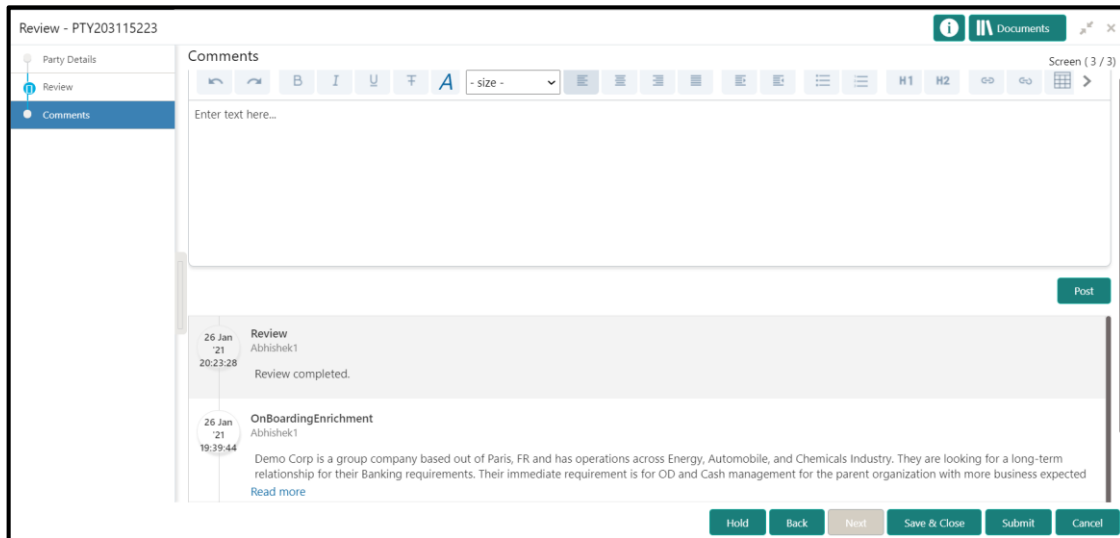 Review - PTY203115223
Documents
Party Details
Review
Comments
Comments
Screen ( 3 / 3)
B I U T A - size - H1 H2
Enter text here...
Post
26 Jan
'21
20:23:28
Review
Abhishek1
Review completed.
26 Jan
'21
19:39:44
OnBoardingEnrichment
Abhishek1
Demo Corp is a group company based out of Paris, FR and has operations across Energy, Automobile, and Chemicals Industry. They are looking for a long-term
relationship for their Banking requirements. Their immediate requirement is for OD and Cash management for the parent organization with more business expected
Read more
Hold Back Next Save & Close Submit Cancel